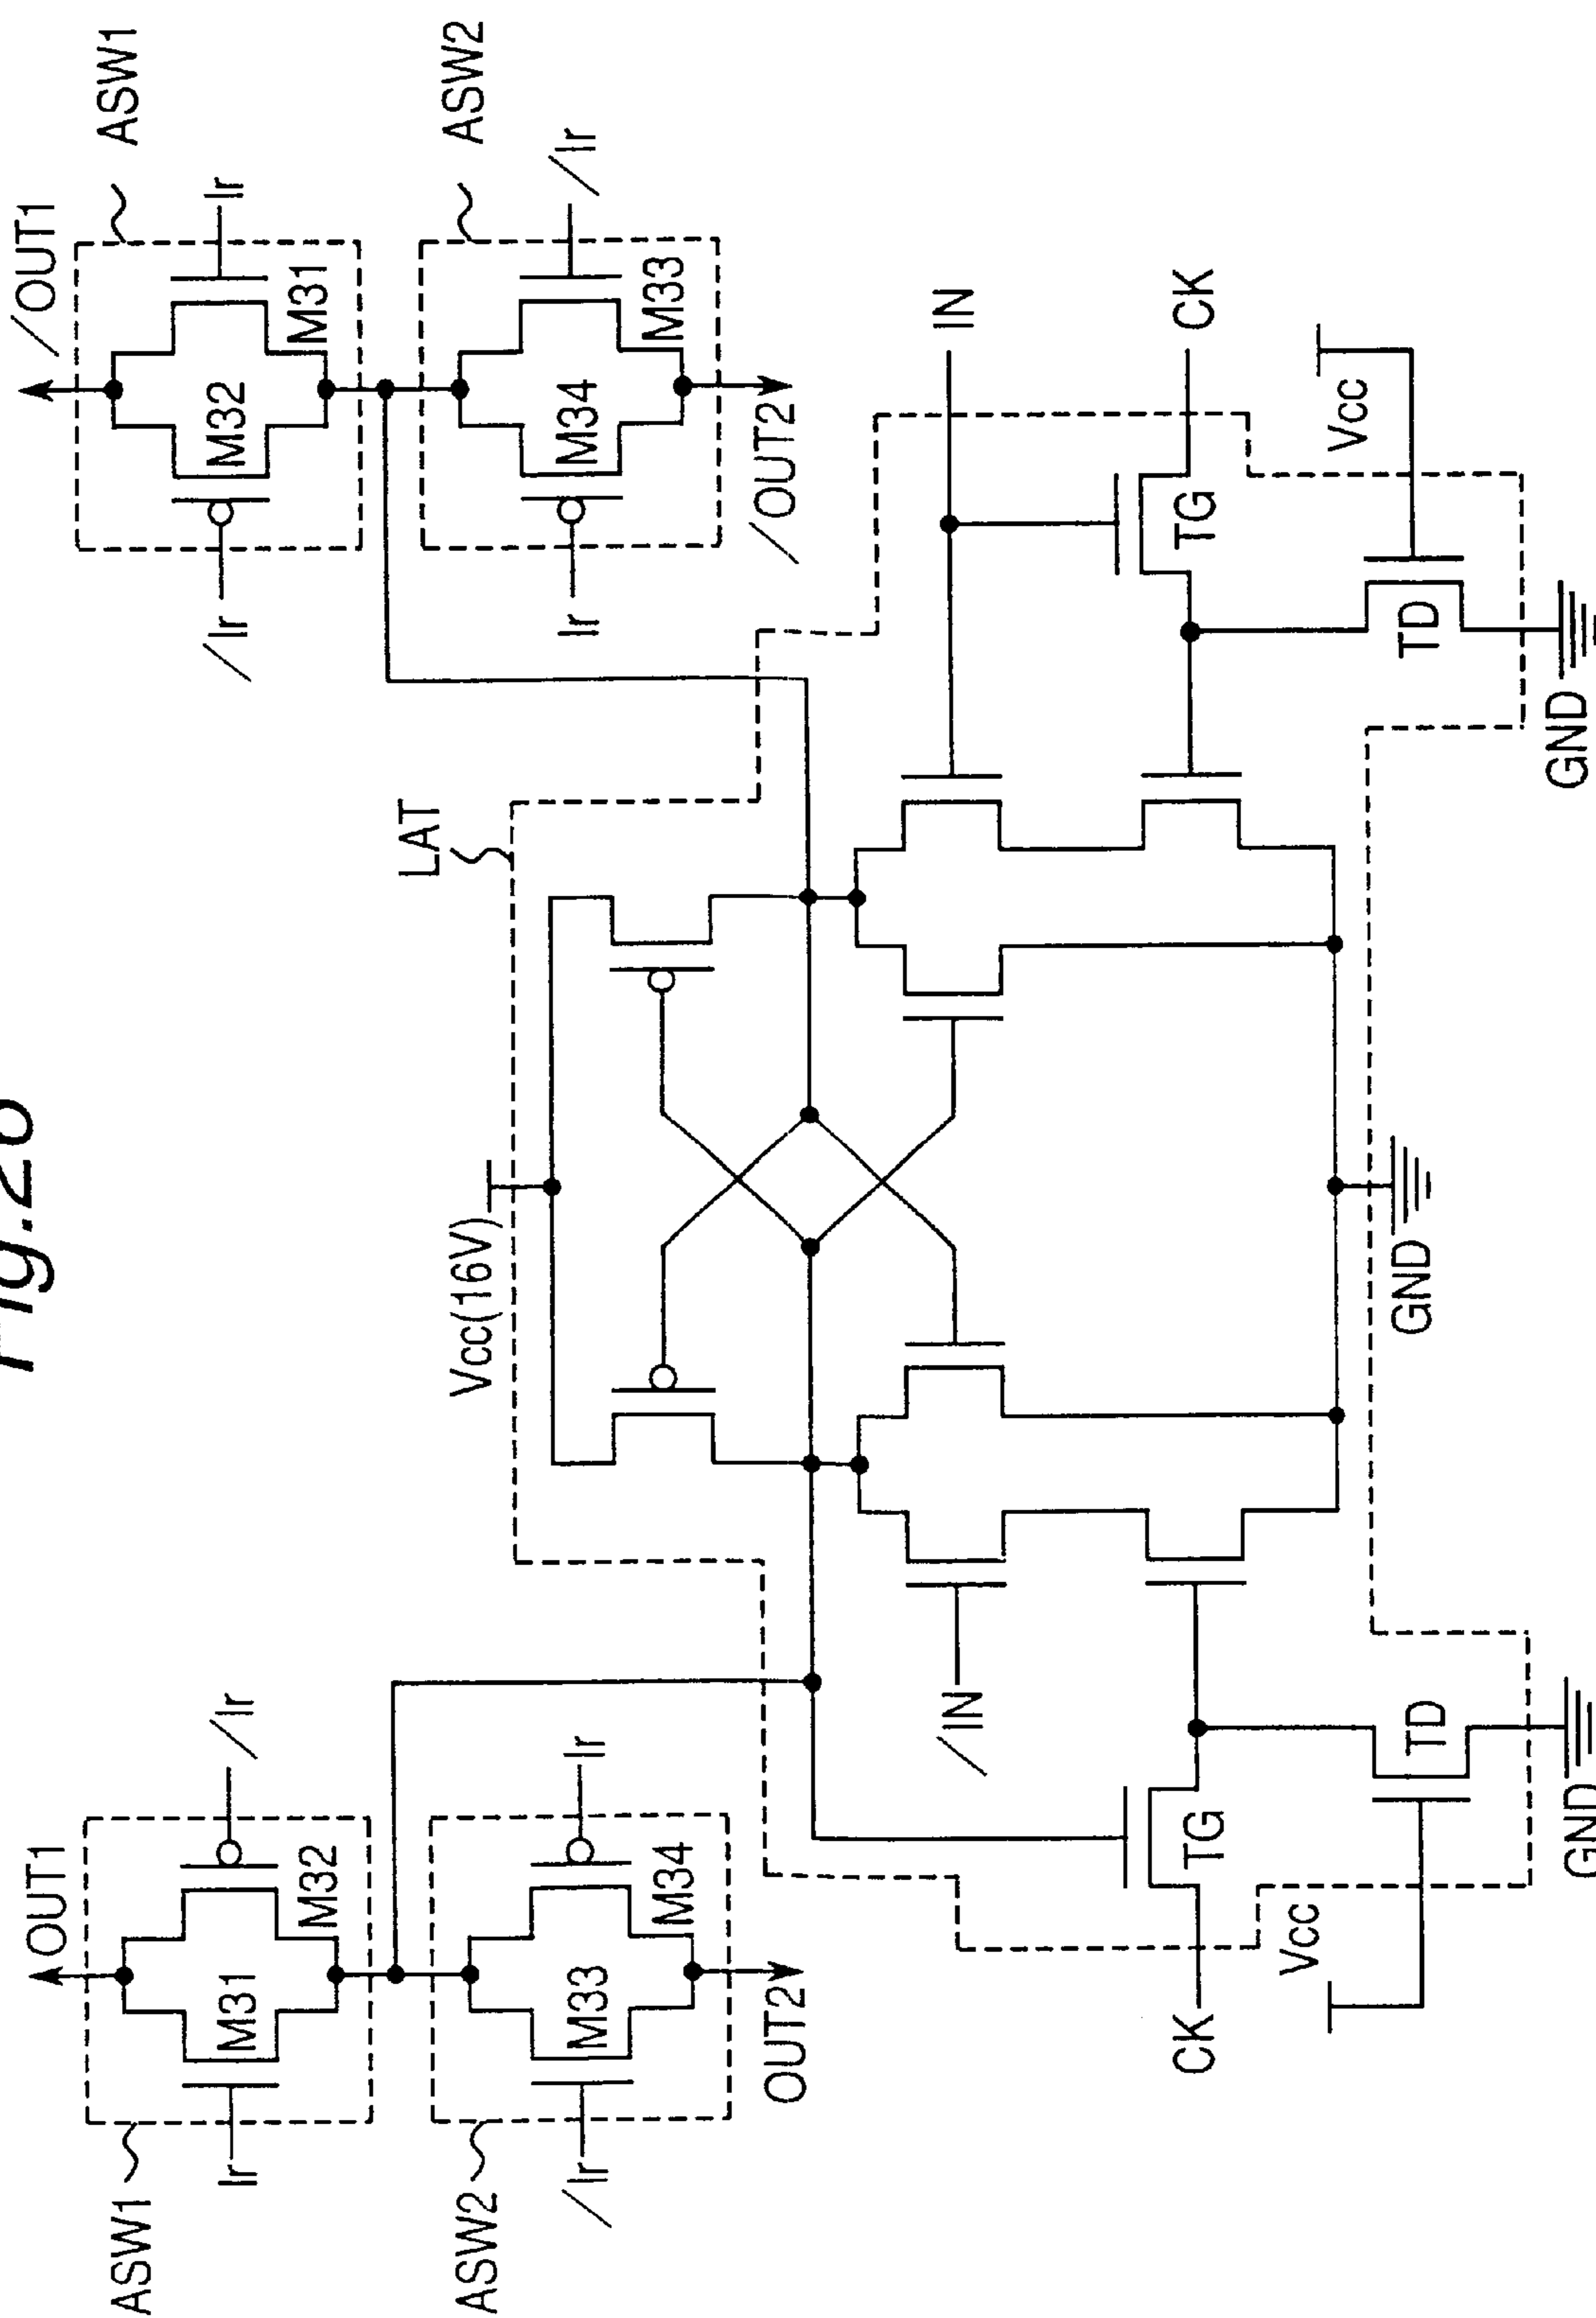 OUT1
/OUT1
ASW1
ASW1
Ir
M31
M32
/Ir
/Ir
M32
M31
Ir
ASW2
ASW2
/Ir
M33
M34
Ir
Ir
M34
M33
/Ir
OUT2
/OUT2
LAT
Vcc(16V)
/IN
IN
CK
TG
TG
CK
Vcc
Vcc
TD
TD
GND
GND
GND